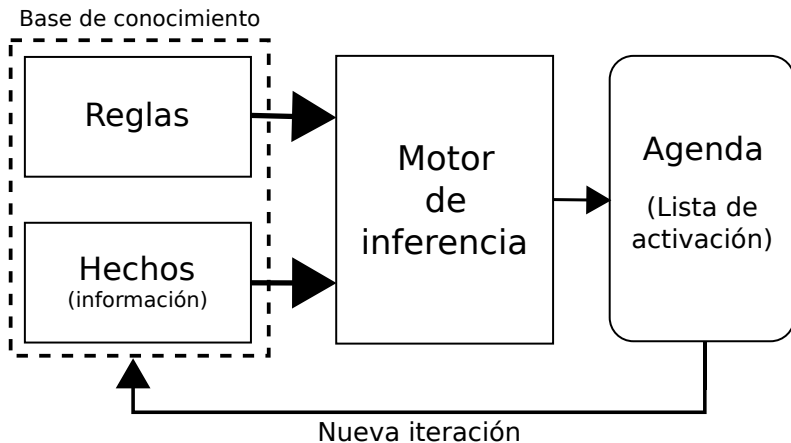 Base de conocimiento
Reglas
Hechos
(información)
Motor
de
inferencia
Agenda
(Lista de
activación)
Nueva iteración